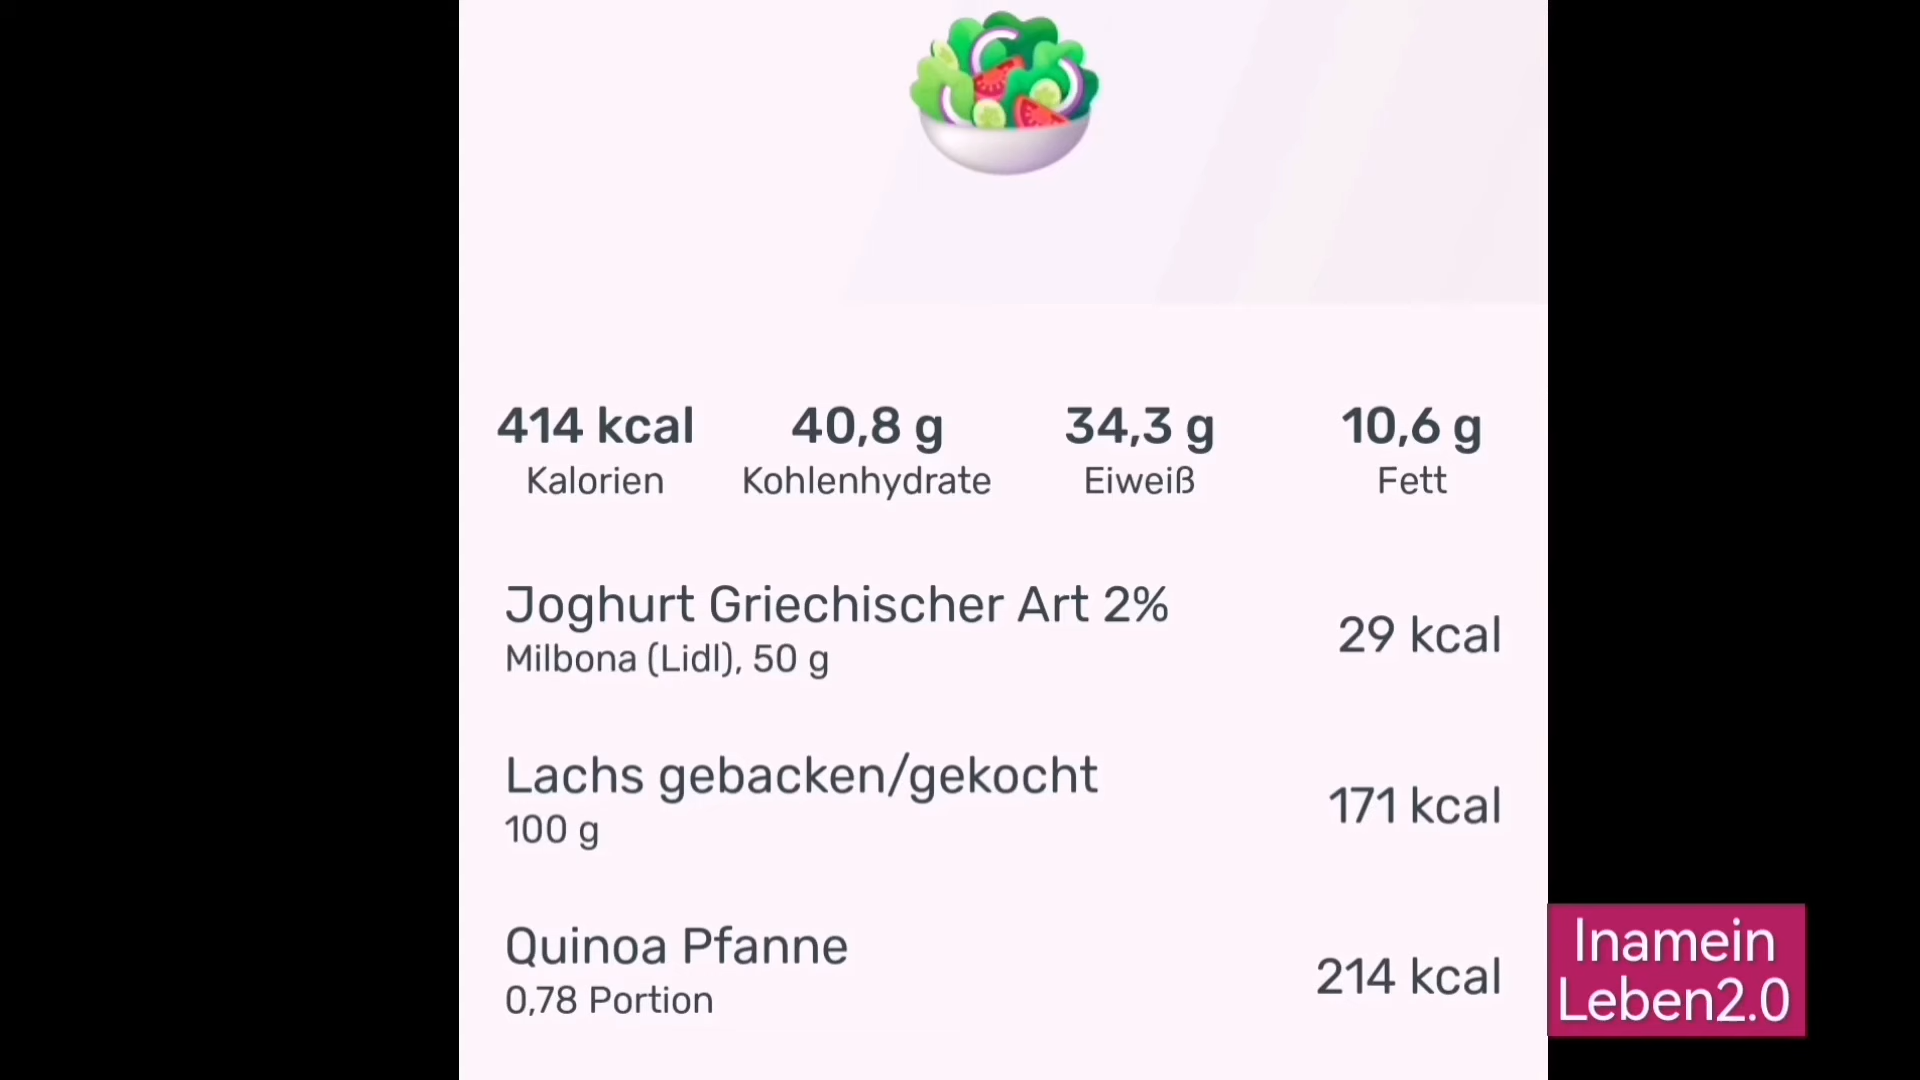 414 kcal 40,8 g 34,3 g 10,6 g
Kalorien Kohlenhydrate Eiweiß Fett
Joghurt Griechischer Art 2%
Milbona (Lidl), 50 g
29 kcal
Lachs gebacken/gekocht
100 g
171 kcal
Quinoa Pfanne
0,78 Portion
214 kcal
Inamein
Leben2.0